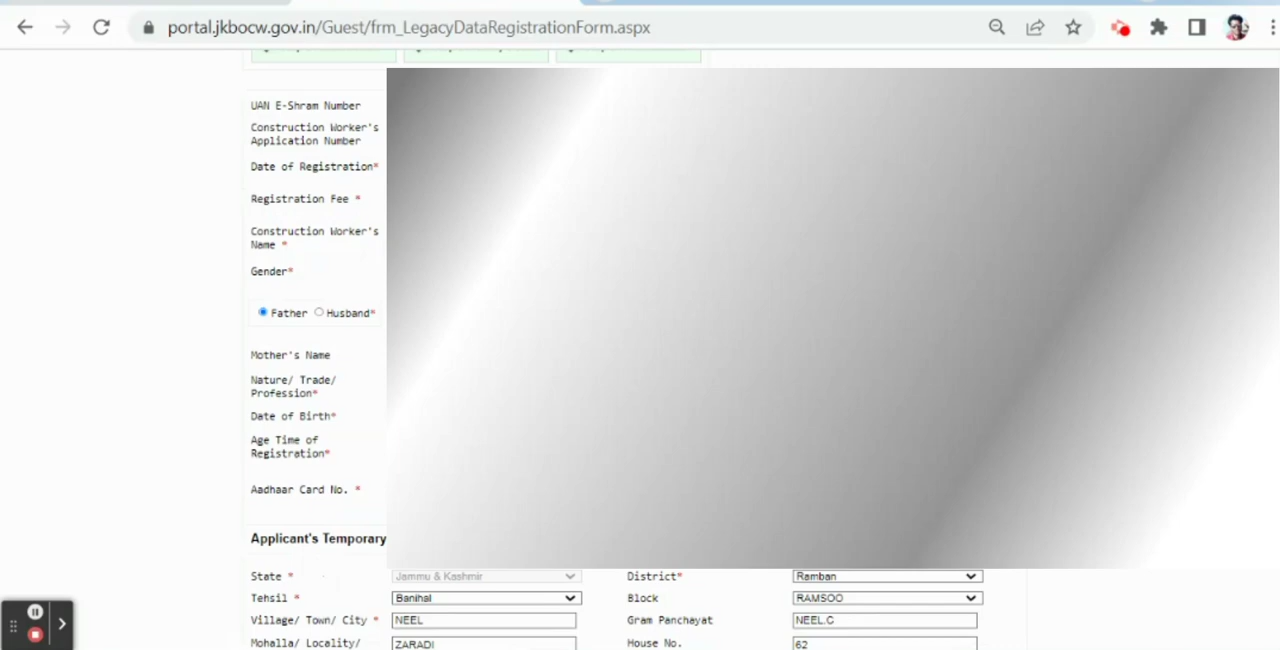 portal.jkbocw.gov.in/Guest/frm_LegacyDataRegistrationForm.aspx
UAN E-Shram Number
Construction Worker's
Application Number
Date of Registration*
Registration Fee *
Construction Worker's
Name *
Gender*
Father Husband*
Mother's Name
Nature/ Trade/
Profession*
Date of Birth*
Age Time of
Registration*
Aadhaar Card No. *
Applicant's Temporary
State * Jammu & Kashmir District* Ramban
Tehsil * Banihal Block RAMSOO
Village/ Town/ City * NEEL Gram Panchayat NEEL.C
Mohalla/ Locality/ ZARADI House No. 62